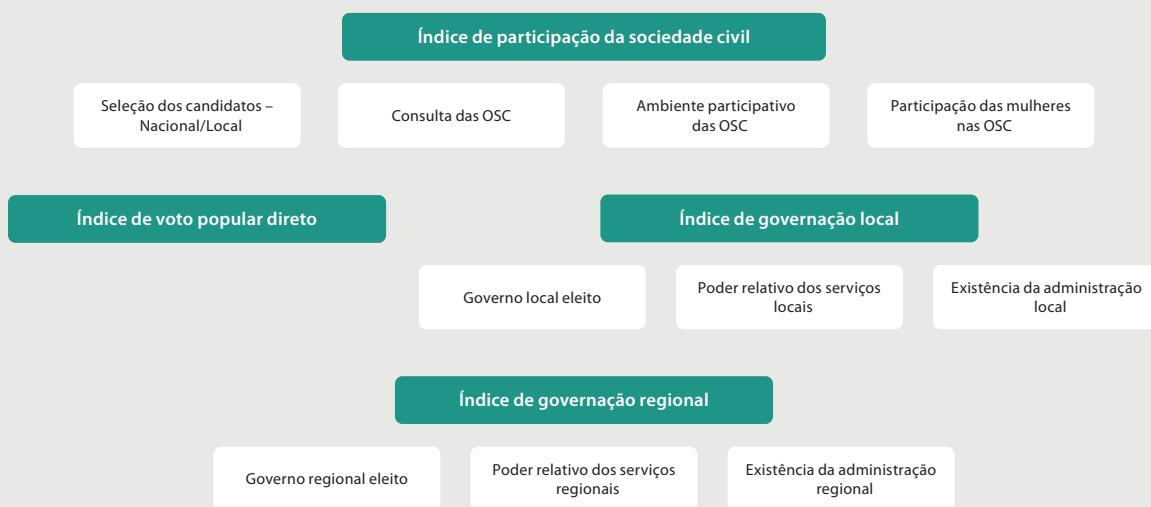 Índice de participação da sociedade civil
Seleção dos candidatos –
Nacional/Local
Consulta das OSC
Ambiente participativo
das OSC
Participação das mulheres
nas OSC
Índice de voto popular direto
Índice de governação local
Governo local eleito
Poder relativo dos serviços
locais
Existência da administração
local
Índice de governação regional
Governo regional eleito
Poder relativo dos serviços
regionais
Existência da administração
regional